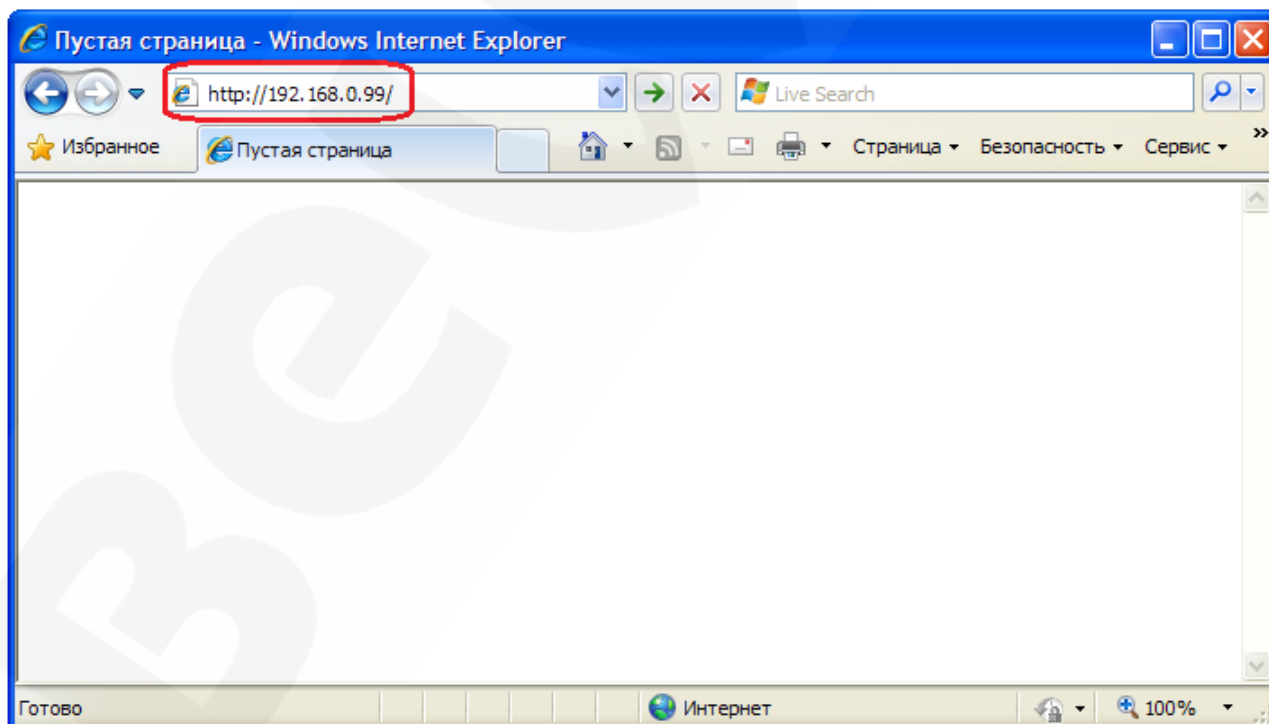 Пустая страница - Windows Internet Explorer
http://192.168.0.99/
Live Search
Избранное
Пустая страница
Страница
Безопасность
Сервис
»
Готово
Интернет
100%